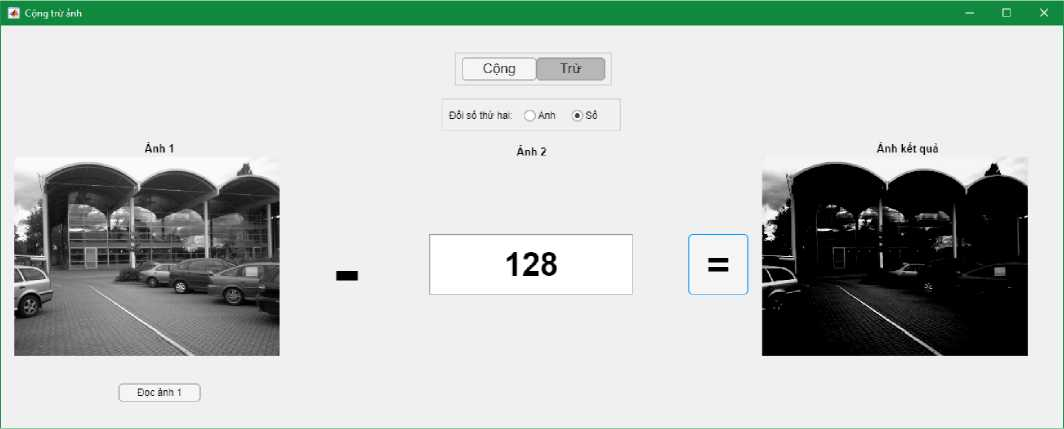 Cộng trừ ảnh
Cộng Trừ
Đối số thứ hai: Ảnh Số
Ảnh 1
Ảnh 2
Ảnh kết quả
-
128
=
Đọc ảnh 1